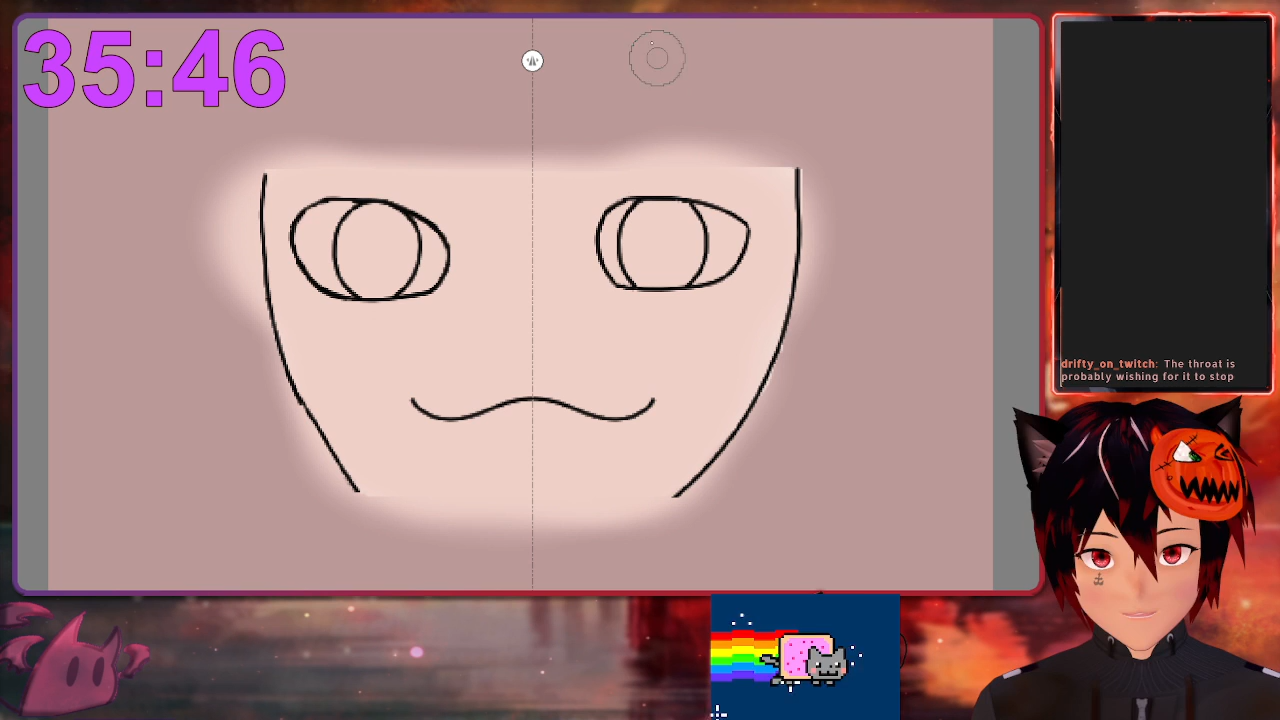 35:46
drifty_on_twitch: The throat is
probably wishing for it to stop